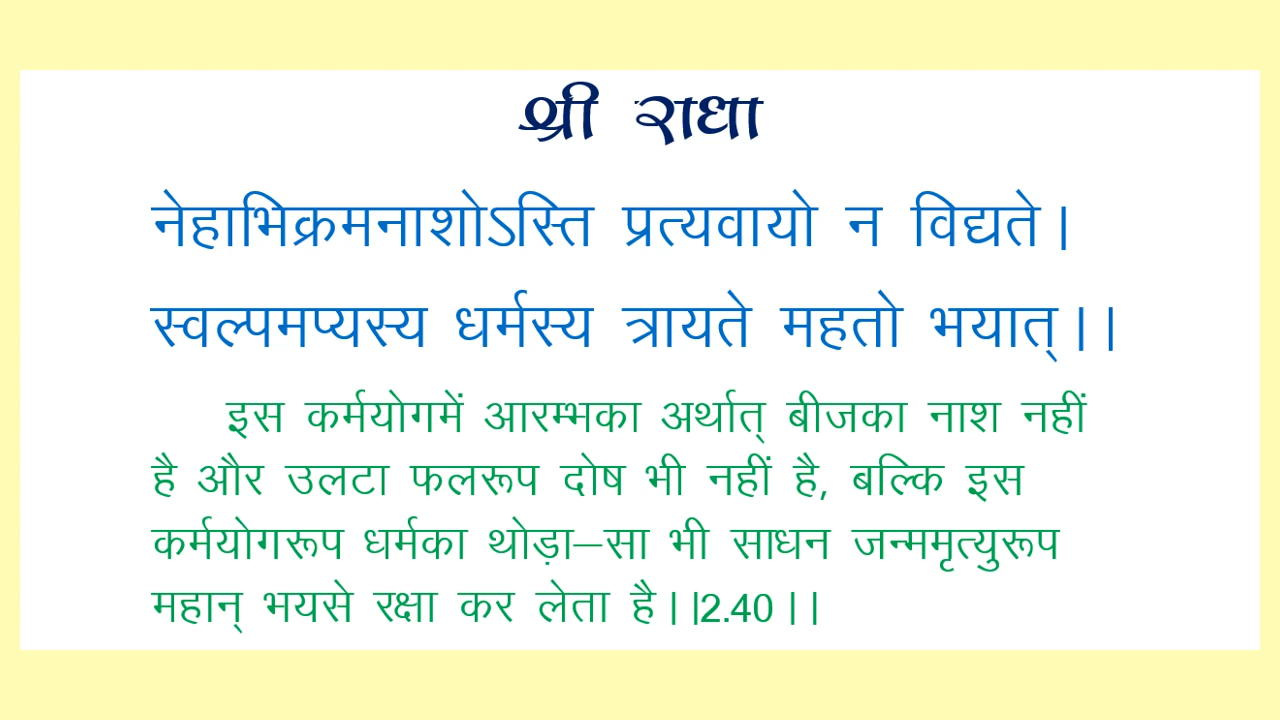 श्री राधा
नेहाभिक्रमनाशोऽस्ति प्रत्यवायो न विद्यते।
स्वल्पमप्यस्य धर्मस्य त्रायते महतो भयात्।।
इस कर्मयोगमें आरम्भका अर्थात् बीजका नाश नहीं
है और उलटा फलरूप दोष भी नहीं है, बल्कि इस
कर्मयोगरूप धर्मका थोड़ा–सा भी साधन जन्ममृत्युरूप
महान् भयसे रक्षा कर लेता है।।2.40।।